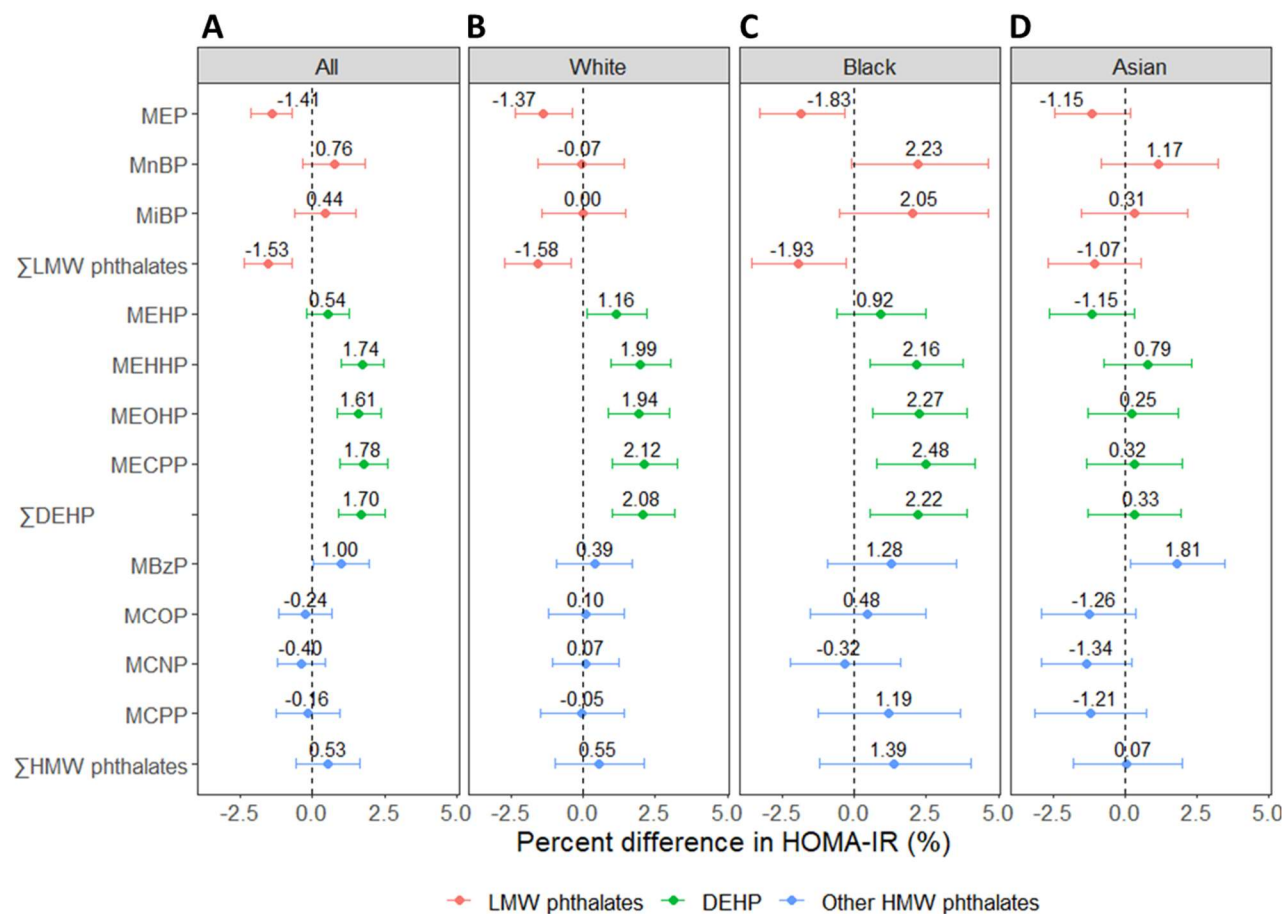 A B C D
All White Black Asian
MEP -1.41 -1.37 -1.83 -1.15
MnBP 0.76 -0.07 2.23 1.17
MiBP 0.44 0.00 2.05 0.31
∑LMW phthalates -1.53 -1.58 -1.93 -1.07
MEHP 0.54 1.16 0.92 -1.15
MEHHP 1.74 1.99 2.16 0.79
MEOHP 1.61 1.94 2.27 0.25
MECPP 1.78 2.12 2.48 0.32
∑DEHP 1.70 2.08 2.22 0.33
MBzP 1.00 0.39 1.28 1.81
MCOP -0.24 0.10 0.48 -1.26
MCNP -0.40 0.07 -0.32 -1.34
MCPP -0.16 -0.05 1.19 -1.21
∑HMW phthalates 0.53 0.55 1.39 0.07
-2.5 0.0 2.5 5.0 -2.5 0.0 2.5 5.0 -2.5 0.0 2.5 5.0 -2.5 0.0 2.5 5.0
Percent difference in HOMA-IR (%)
LMW phthalates DEHP Other HMW phthalates